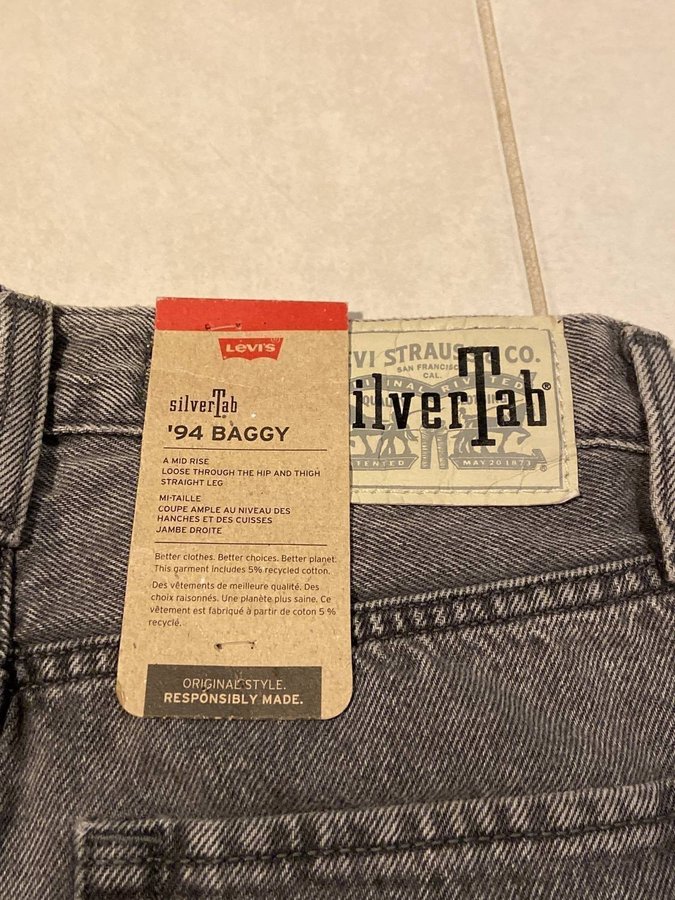 Levi's
silverTab
'94 BAGGY
A MID RISE
LOOSE THROUGH THE HIP AND THIGH
STRAIGHT LEG
MI-TAILLE
COUPE AMPLE AU NIVEAU DES
HANCHES ET DES CUISSES
JAMBE DROITE
Better clothes. Better choices. Better planet.
This garment includes 5% recycled cotton.
Des vêtements de meilleure qualité. Des
choix raisonnés. Une planète plus saine. Ce
vêtement est fabriqué à partir de coton 5 %
recyclé.
ORIGINAL STYLE.
RESPONSIBLY MADE.
VI STRAUS CO.
SAN FRANCISC
CAL.
ilverTab®
MAY 20 1873